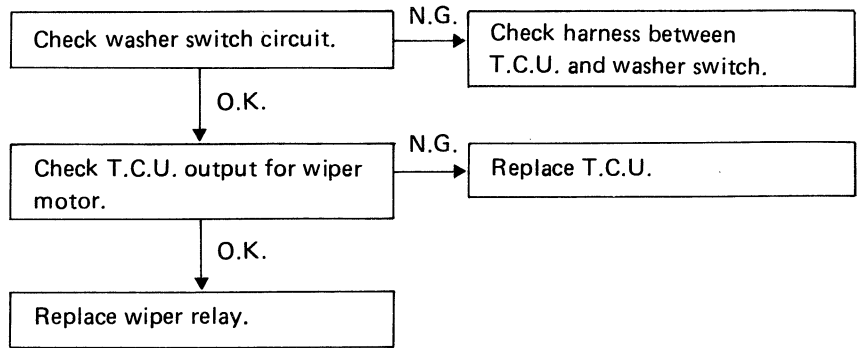 Check washer switch circuit.
N.G.
Check harness between
T.C.U. and washer switch.
O.K.
Check T.C.U. output for wiper
motor.
N.G.
Replace T.C.U.
O.K.
Replace wiper relay.